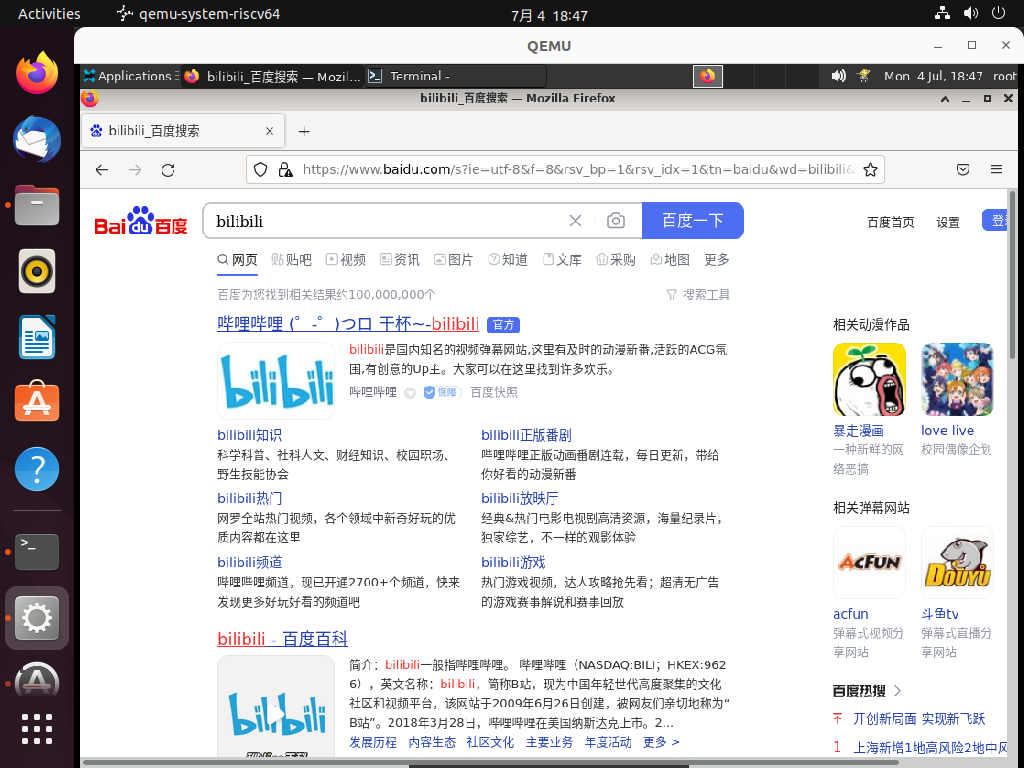 Activities
qemu-system-riscv64
7月 4 18:47
QEMU
Applications
bilibili_百度搜索 — Mozil...
Terminal -
Mon 4 Jul, 18:47 root
bilibili_百度搜索 — Mozilla Firefox
bilibili_百度搜索
https://www.baidu.com/s?ie=utf-8&f=8&rsv_bp=1&rsv_idx=1&tn=baidu&wd=bilibili&
Bai du 百度
bilibili
百度一下
百度首页
设置
登
网页
贴吧
视频
资讯
图片
知道
文库
采购
地图
更多
百度为您找到相关结果约100,000,000个
搜索工具
哔哩哔哩 (゜-゜)つロ 干杯~-bilibili
官方
bilibili
bilibili是国内知名的视频弹幕网站,这里有及时的动漫新番,活跃的ACG氛
围,有创意的Up主。大家可以在这里找到许多欢乐。
哔哩哔哩
保障
百度快照
bilibili知识
科学科普、社科人文、财经知识、校园职场、
野生技能协会
bilibili正版番剧
哔哩哔哩正版动画番剧连载，每日更新，带给
你好看的动漫新番
bilibili热门
网罗全站热门视频，各个领域中新奇好玩的优
质内容都在这里
bilibili放映厅
经典&热门电影电视剧高清资源，海量纪录片，
独家综艺，不一样的观影体验
bilibili频道
哔哩哔哩频道，现已开通2700+个频道，快来
发现更多好玩好看的频道吧
bilibili游戏
热门游戏视频，达人攻略抢先看；超清无广告
的游戏赛事解说和赛事回放
bilibili - 百度百科
bilibili
简介：bilibili一般指哔哩哔哩。 哔哩哔哩（NASDAQ:BILI；HKEX:962
6），英文名称：bilibili，简称B站，现为中国年轻世代高度聚集的文化
社区和视频平台，该网站于2009年6月26日创建，被网友们亲切地称为“
B站”。2018年3月28日，哔哩哔哩在美国纳斯达克上市。2...
发展历程 内容生态 社区文化 主要业务 年度活动 更多 >
相关动漫作品
暴走漫画
一种新鲜的网
络恶搞
love live
校园偶像企划
相关弹幕网站
ACFUN
DOUYU
acfun
弹幕式视频分
享网站
斗鱼tv
弹幕式直播分
享网站
百度热搜
开创新局面 实现新飞跃
1 上海新增1地高风险2地中风